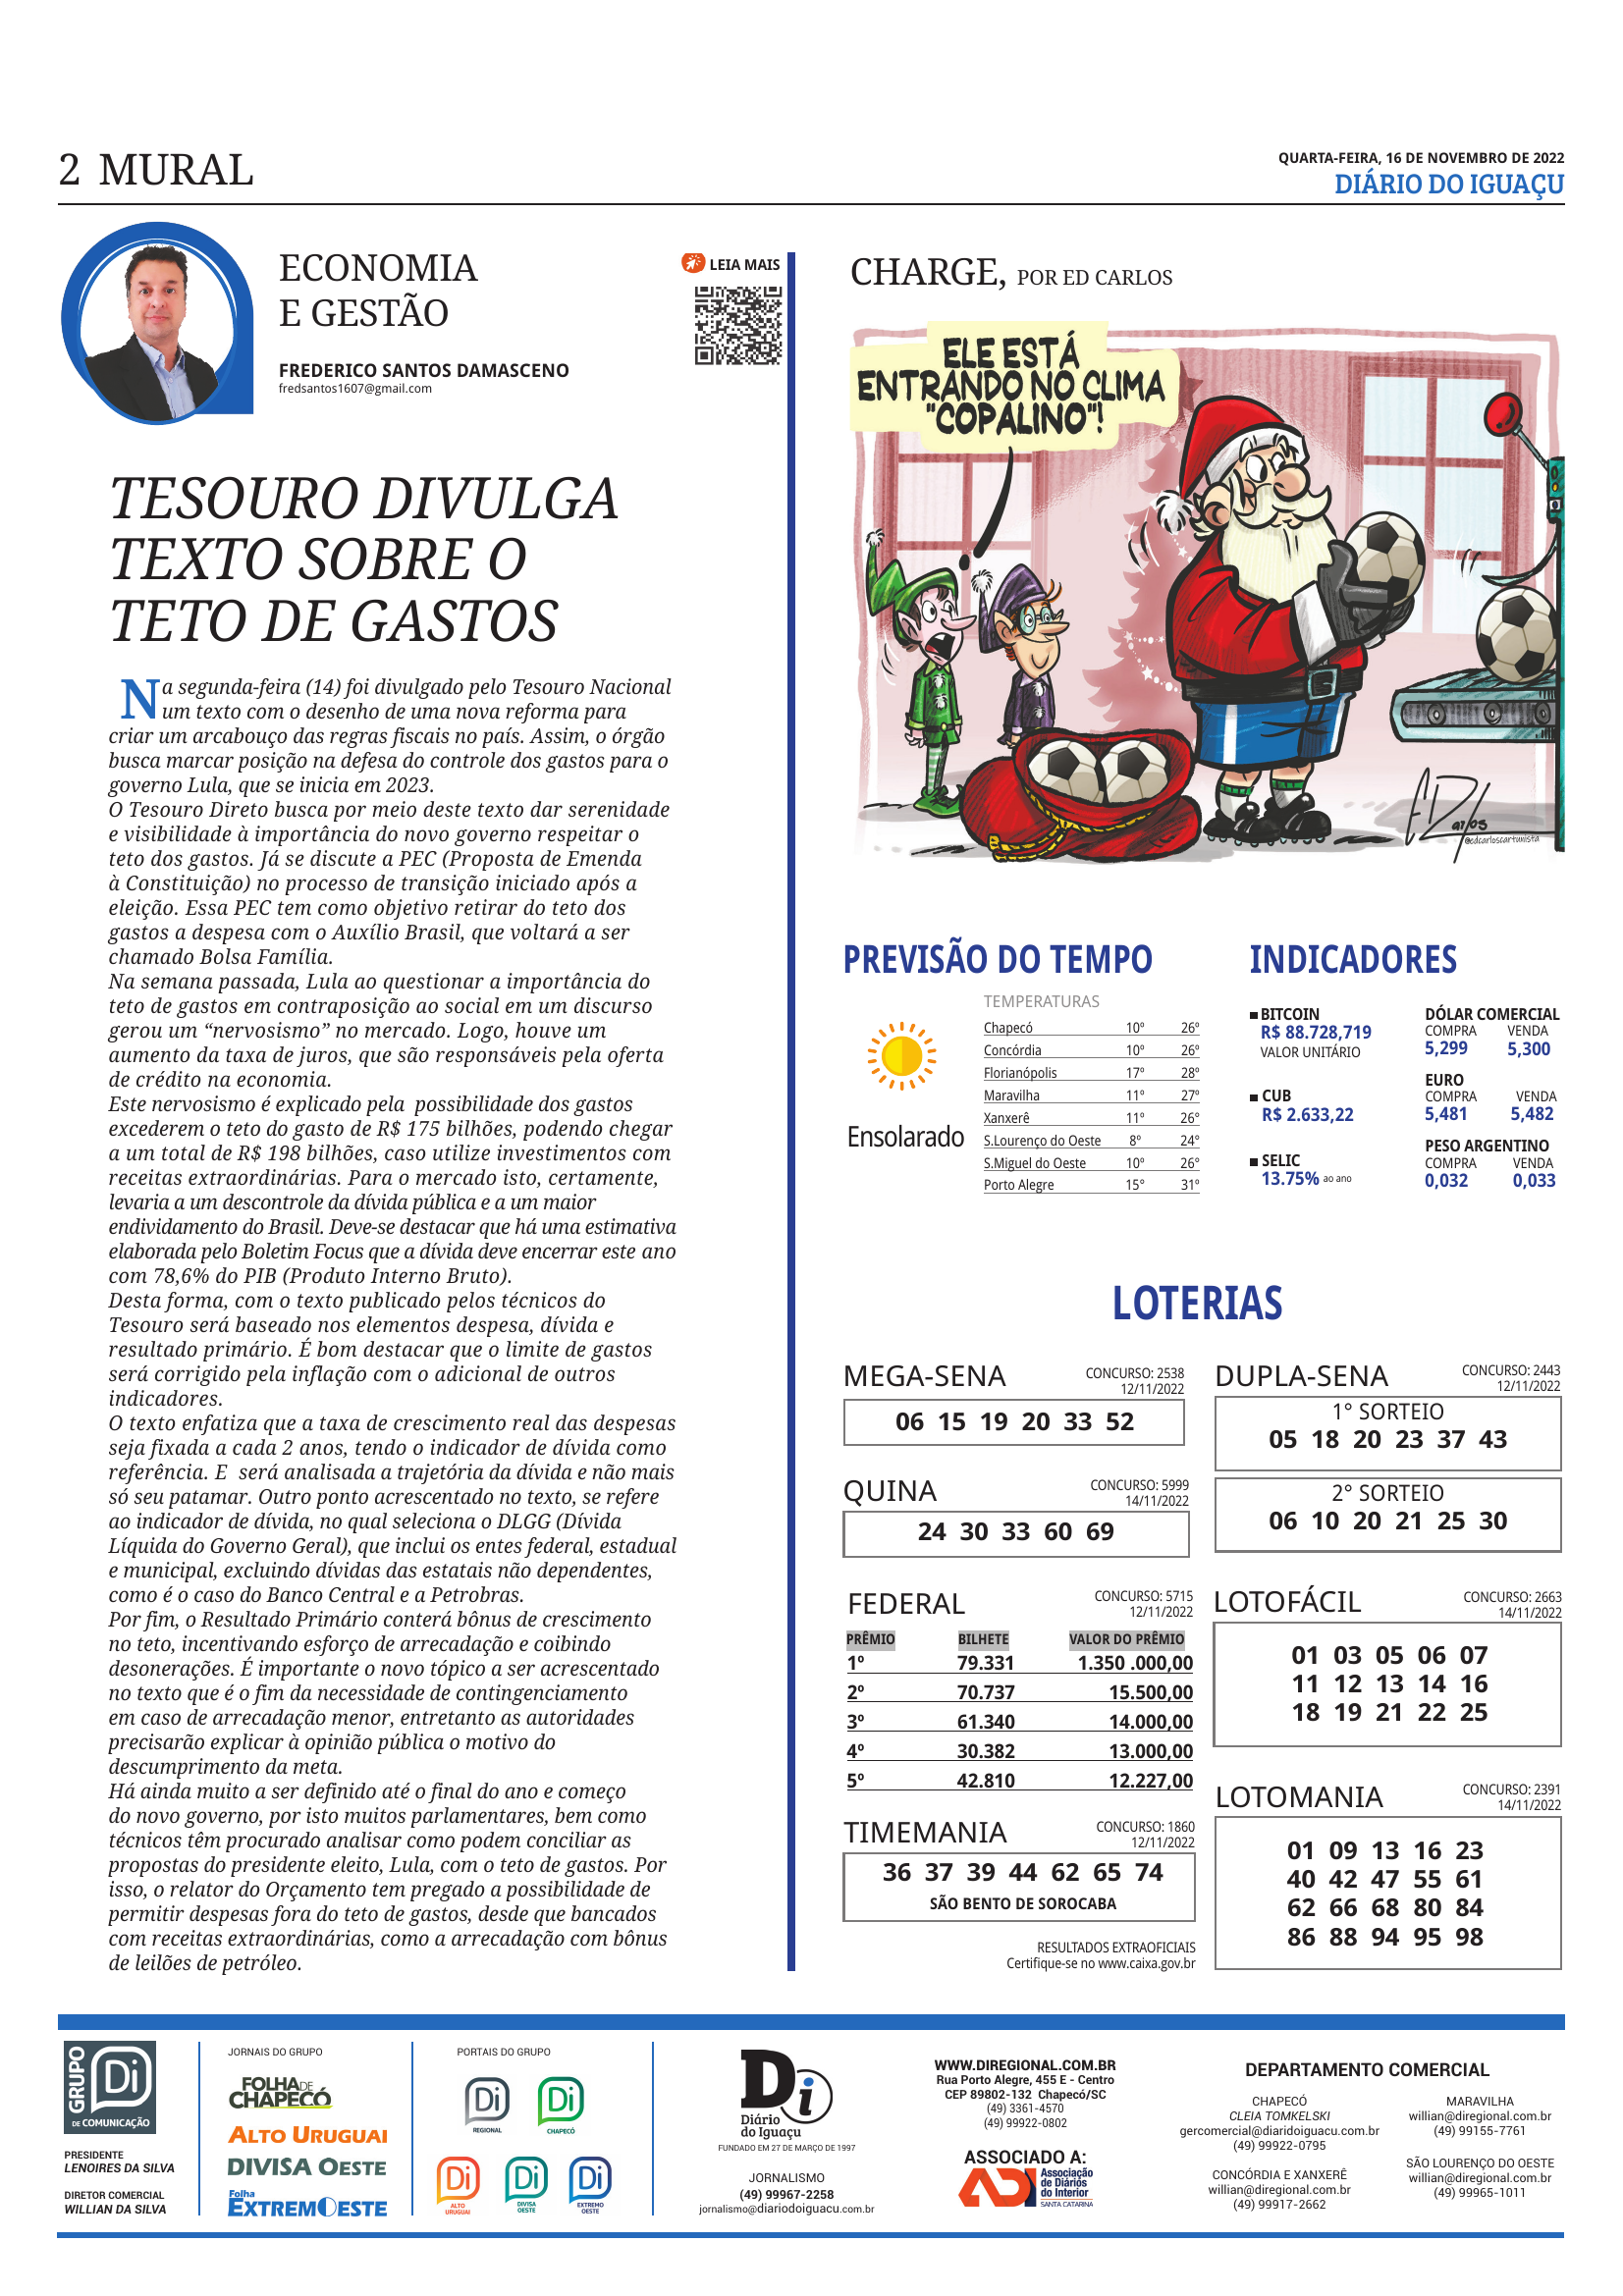 2 MURAL
QUARTA-FEIRA, 16 DE NOVEMBRO DE 2022
DIÁRIO DO IGUAÇU
ECONOMIA
E GESTÃO
FREDERICO SANTOS DAMASCENO
fredsantos1607@gmail.com
LEIA MAIS
TESOURO DIVULGA
TEXTO SOBRE O
TETO DE GASTOS
Na segunda-feira (14) foi divulgado pelo Tesouro Nacional
um texto com o desenho de uma nova reforma para
criar um arcabouço das regras fiscais no país. Assim, o órgão
busca marcar posição na defesa do controle dos gastos para o
governo Lula, que se inicia em 2023.
O Tesouro Direto busca por meio deste texto dar serenidade
e visibilidade à importância do novo governo respeitar o
teto dos gastos. Já se discute a PEC (Proposta de Emenda
à Constituição) no processo de transição iniciado após a
eleição. Essa PEC tem como objetivo retirar do teto dos
gastos a despesa com o Auxílio Brasil, que voltará a ser
chamado Bolsa Família.
Na semana passada, Lula ao questionar a importância do
teto de gastos em contraposição ao social em um discurso
gerou um “nervosismo” no mercado. Logo, houve um
aumento da taxa de juros, que são responsáveis pela oferta
de crédito na economia.
Este nervosismo é explicado pela possibilidade dos gastos
excederem o teto do gasto de R$ 175 bilhões, podendo chegar
a um total de R$ 198 bilhões, caso utilize investimentos com
receitas extraordinárias. Para o mercado isto, certamente,
levaria a um descontrole da dívida pública e a um maior
endividamento do Brasil. Deve-se destacar que há uma estimativa
elaborada pelo Boletim Focus que a dívida deve encerrar este ano
com 78,6% do PIB (Produto Interno Bruto).
Desta forma, com o texto publicado pelos técnicos do
Tesouro será baseado nos elementos despesa, dívida e
resultado primário. É bom destacar que o limite de gastos
será corrigido pela inflação com o adicional de outros
indicadores.
O texto enfatiza que a taxa de crescimento real das despesas
seja fixada a cada 2 anos, tendo o indicador de dívida como
referência. E será analisada a trajetória da dívida e não mais
só seu patamar. Outro ponto acrescentado no texto, se refere
ao indicador de dívida, no qual seleciona o DLGG (Dívida
Líquida do Governo Geral), que inclui os entes federal, estadual
e municipal, excluindo dívidas das estatais não dependentes,
como é o caso do Banco Central e a Petrobras.
Por fim, o Resultado Primário conterá bônus de crescimento
no teto, incentivando esforço de arrecadação e coibindo
desonerações. É importante o novo tópico a ser acrescentado
no texto que é o fim da necessidade de contingenciamento
em caso de arrecadação menor, entretanto as autoridades
precisarão explicar à opinião pública o motivo do
descumprimento da meta.
Há ainda muito a ser definido até o final do ano e começo
do novo governo, por isto muitos parlamentares, bem como
técnicos têm procurado analisar como podem conciliar as
propostas do presidente eleito, Lula, com o teto de gastos. Por
isso, o relator do Orçamento tem pregado a possibilidade de
permitir despesas fora do teto de gastos, desde que bancados
com receitas extraordinárias, como a arrecadação com bônus
de leilões de petróleo.
CHARGE, POR ED CARLOS
ELE ESTÁ
ENTRANDO NO CLIMA
"COPALINO"!
ED
arlos
@edcarloscartunista
PREVISÃO DO TEMPO
Ensolarado
TEMPERATURAS
Chapecó 10º 26º
Concórdia 10º 26º
Florianópolis 17º 28º
Maravilha 11º 27º
Xanxerê 11º 26º
S.Lourenço do Oeste 8º 24º
S.Miguel do Oeste 10º 26º
Porto Alegre 15º 31º
INDICADORES
BITCOIN
R$ 88.728,719
VALOR UNITÁRIO
CUB
R$ 2.633,22
SELIC
13.75% ao ano
DÓLAR COMERCIAL
COMPRA VENDA
5,299 5,300
EURO
COMPRA VENDA
5,481 5,482
PESO ARGENTINO
COMPRA VENDA
0,032 0,033
LOTERIAS
MEGA-SENA
CONCURSO: 2538
12/11/2022
06 15 19 20 33 52
QUINA
CONCURSO: 5999
14/11/2022
24 30 33 60 69
FEDERAL
CONCURSO: 5715
12/11/2022
PRÊMIO BILHETE VALOR DO PRÊMIO
1º 79.331 1.350 .000,00
2º 70.737 15.500,00
3º 61.340 14.000,00
4º 30.382 13.000,00
5º 42.810 12.227,00
TIMEMANIA
CONCURSO: 1860
12/11/2022
36 37 39 44 62 65 74
SÃO BENTO DE SOROCABA
RESULTADOS EXTRAOFICIAIS
Certifique-se no www.caixa.gov.br
DUPLA-SENA
CONCURSO: 2443
12/11/2022
1° SORTEIO
05 18 20 23 37 43
2° SORTEIO
06 10 20 21 25 30
LOTOFÁCIL
CONCURSO: 2663
14/11/2022
01 03 05 06 07
11 12 13 14 16
18 19 21 22 25
LOTOMANIA
CONCURSO: 2391
14/11/2022
01 09 13 16 23
40 42 47 55 61
62 66 68 80 84
86 88 94 95 98
GRUPO
Di
DE COMUNICAÇÃO
PRESIDENTE
LENOIRES DA SILVA
DIRETOR COMERCIAL
WILLIAN DA SILVA
JORNAIS DO GRUPO
FOLHA DE
CHAPECÓ
ALTO URUGUAI
DIVISA OESTE
Folha
EXTREMOESTE
PORTAIS DO GRUPO
Di
REGIONAL
Di
CHAPECÓ
Di
ALTO
URUGUAI
Di
DIVISA
OESTE
Di
EXTREMO
OESTE
Di
Diário
do Iguaçu
FUNDADO EM 27 DE MARÇO DE 1997
JORNALISMO
(49) 99967-2258
jornalismo@diariodoiguacu.com.br
WWW.DIREGIONAL.COM.BR
Rua Porto Alegre, 455 E - Centro
CEP 89802-132 Chapecó/SC
(49) 3361-4570
(49) 99922-0802
ASSOCIADO A:
ADI
Associação
de Diários
do Interior
SANTA CATARINA
DEPARTAMENTO COMERCIAL
CHAPECÓ
CLEIA TOMKELSKI
gercomercial@diaridoiguacu.com.br
(49) 99922-0795
CONCÓRDIA E XANXERÊ
willian@diregional.com.br
(49) 99917-2662
MARAVILHA
willian@diregional.com.br
(49) 99155-7761
SÃO LOURENÇO DO OESTE
willian@diregional.com.br
(49) 99965-1011